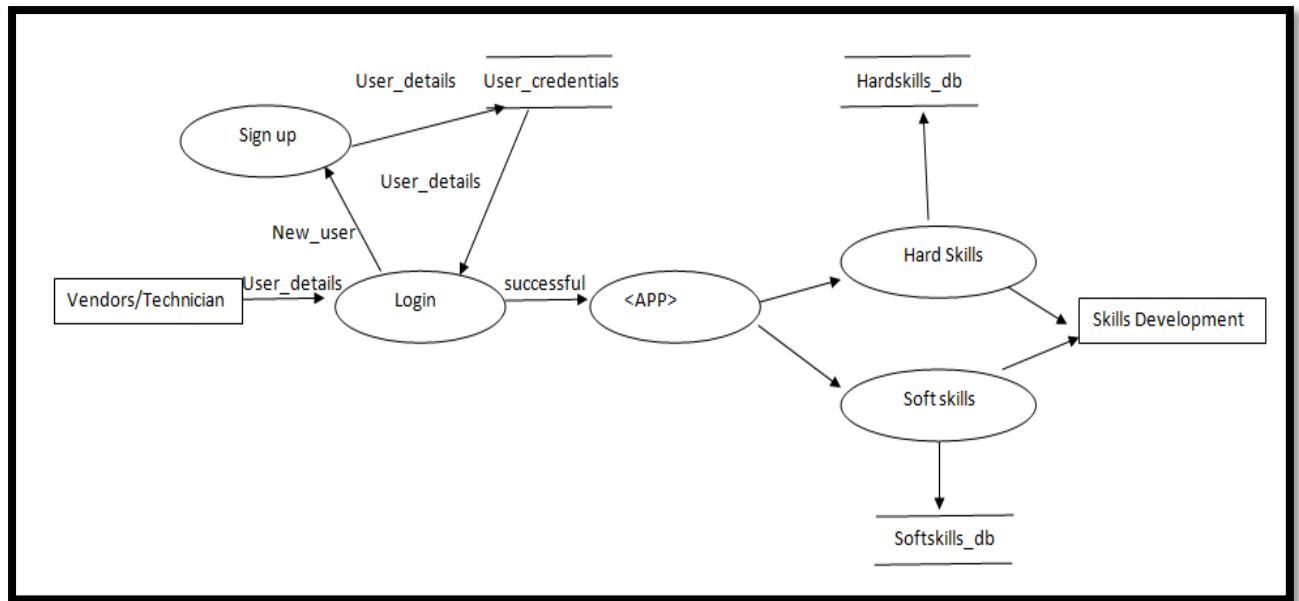 User_details
User_credentials
Hardskills_db
Sign up
User_details
New_user
Hard Skills
User_details
successful
Vendors/Technician
Login
<APP>
Skills Development
Soft skills
Softskills_db